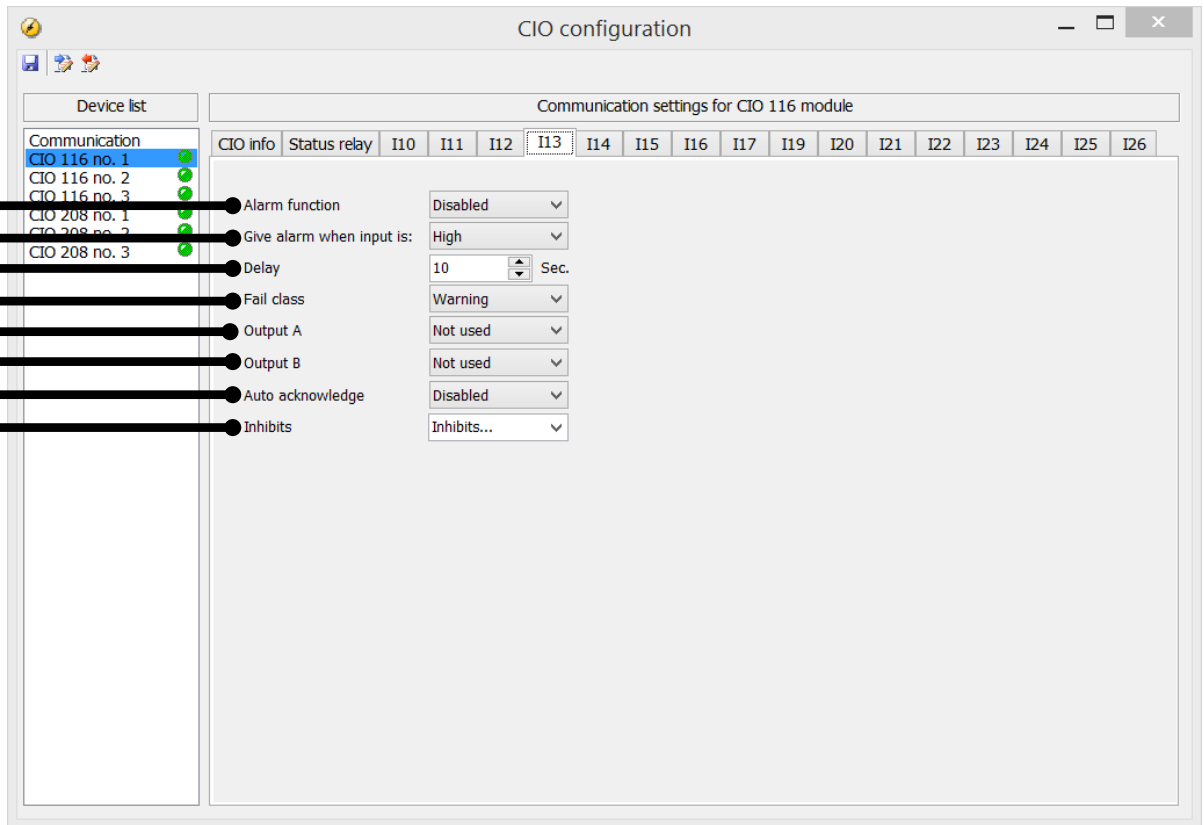 CIO configuration
Device list
Communication settings for CIO 116 module
Communication
CIO 116 no. 1
CIO 116 no. 2
CIO 116 no. 3
CIO 208 no. 1
CIO 208 no. 2
CIO 208 no. 3
CIO info Status relay I10 I11 I12 I13 I14 I15 I16 I17 I19 I20 I21 I22 I23 I24 I25 I26
Alarm function Disabled
Give alarm when input is: High
Delay 10 Sec.
Fail class Warning
Output A Not used
Output B Not used
Auto acknowledge Disabled
Inhibits Inhibits...